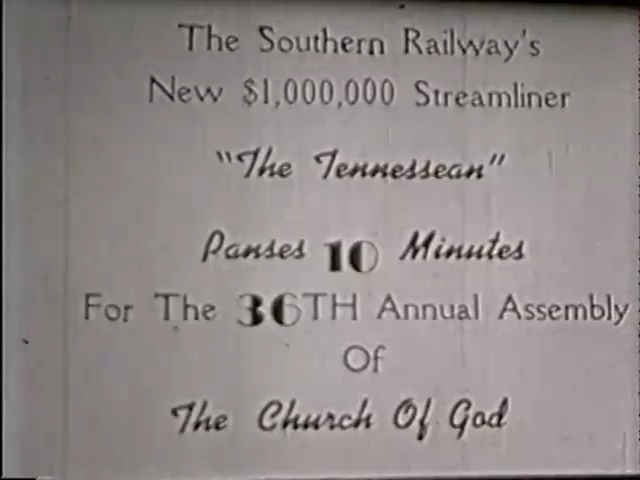 The Southern Railway's
New $1,000,000 Streamliner
"The Tennessean"
Pauses 10 Minutes
For The 36TH Annual Assembly
Of
The Church Of God